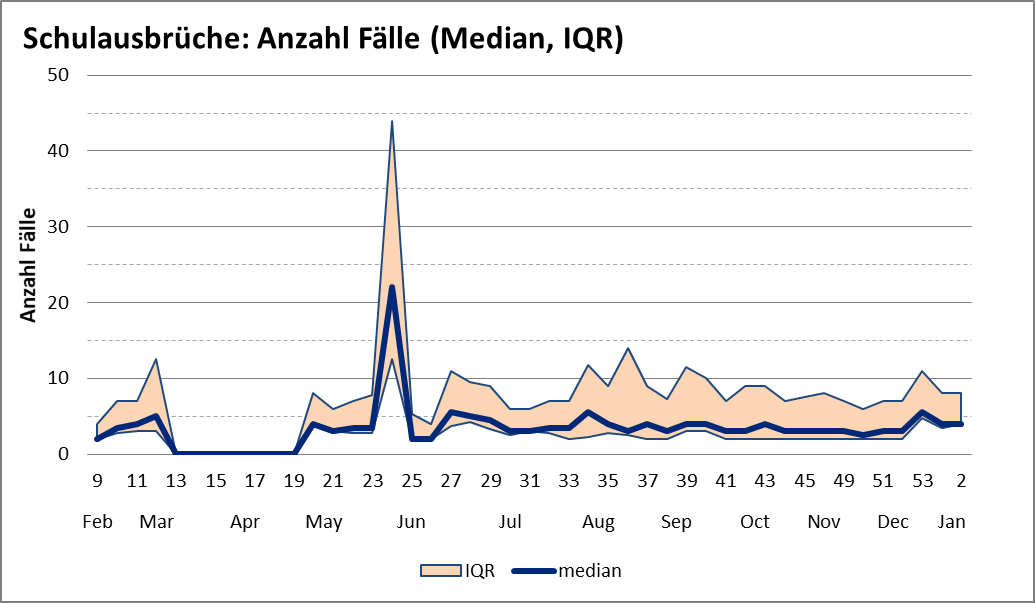 Schulausbrüche: Anzahl Fälle (Median, IQR)
Anzahl Fälle
50
40
30
20
10
0
9 11 13 15 17 19 21 23 25 27 29 31 33 35 37 39 41 43 45 47 49 51 53 2
Feb Mar Apr May Jun Jul Aug Sep Oct Nov Dec Jan
IQR median